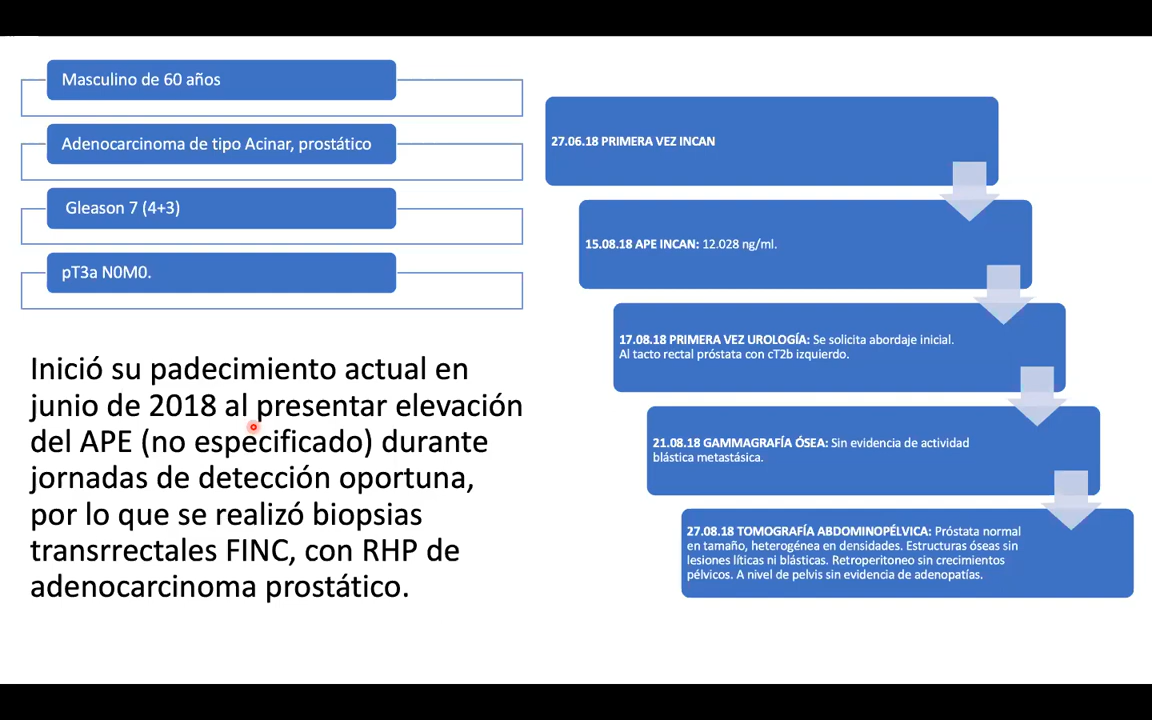 Masculino de 60 años
Adenocarcinoma de tipo Acinar, prostático
Gleason 7 (4+3)
pT3a N0M0.
Inició su padecimiento actual en
junio de 2018 al presentar elevación
del APE (no especificado) durante
jornadas de detección oportuna,
por lo que se realizó biopsias
transrrectales FINC, con RHP de
adenocarcinoma prostático.
27.06.18 PRIMERA VEZ INCAN
15.08.18 APE INCAN: 12.028 ng/ml.
17.08.18 PRIMERA VEZ UROLOGÍA: Se solicita abordaje inicial.
Al tacto rectal próstata con cT2b izquierdo.
21.08.18 GAMMAGRAFÍA ÓSEA: Sin evidencia de actividad
blástica metastásica.
27.08.18 TOMOGRAFÍA ABDOMINOPÉLVICA: Próstata normal
en tamaño, heterogénea en densidades. Estructuras óseas sin
lesiones líticas ni blásticas. Retroperitoneo sin crecimientos
pélvicos. A nivel de pelvis sin evidencia de adenopatías.